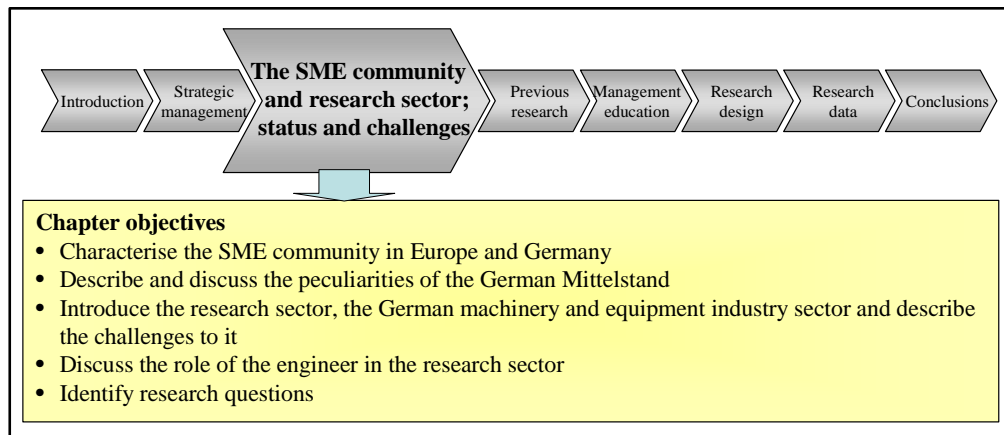 Introduction
Strategic
management
The SME community
and research sector;
status and challenges
Previous
research
Management
education
Research
design
Research
data
Conclusions
Chapter objectives
• Characterise the SME community in Europe and Germany
• Describe and discuss the peculiarities of the German Mittelstand
• Introduce the research sector, the German machinery and equipment industry sector and describe
the challenges to it
• Discuss the role of the engineer in the research sector
• Identify research questions